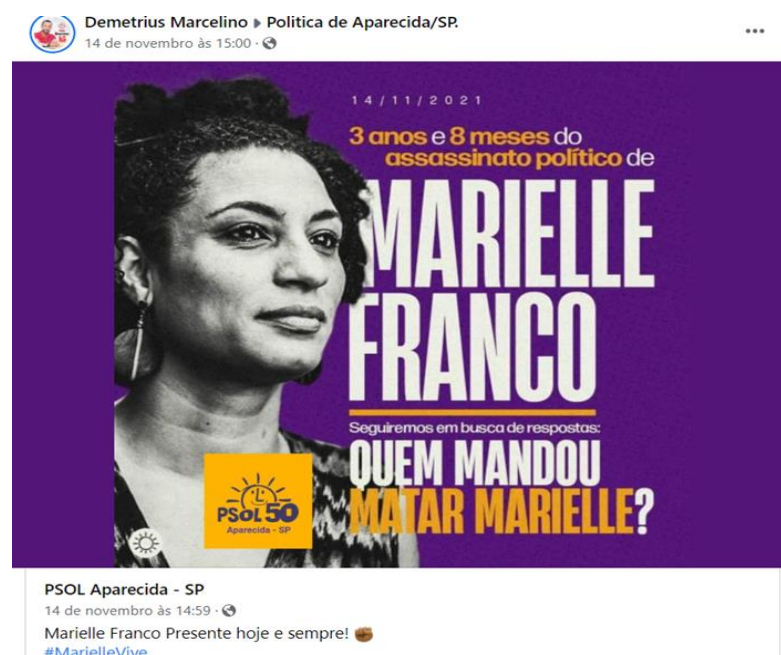 Demetrius Marcelino ▸ Politica de Aparecida/SP.
14 de novembro às 15:00 ·
14/11/2021
3 anos e 8 meses do
assassinato político de
MARIELLE
FRANCO
Seguiremos em busca de respostas:
QUEM MANDOU
MATAR MARIELLE?
PSOL 50
Aparecida - SP
PSOL Aparecida - SP
14 de novembro às 14:59 ·
Marielle Franco Presente hoje e sempre! ✊🏾
#MarielleVive